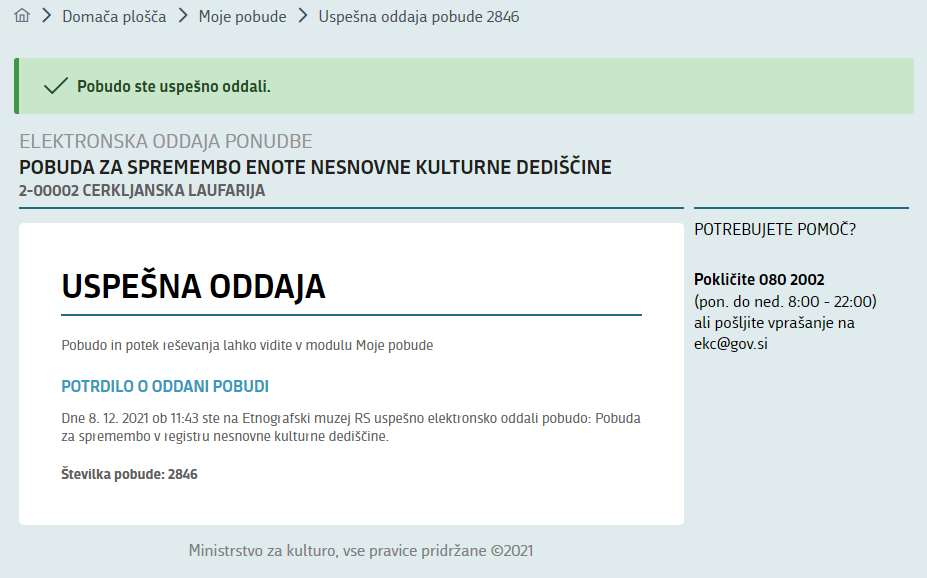 Domača plošča > Moje pobude > Uspešna oddaja pobude 2846
Pobudo ste uspešno oddali.
ELEKTRONSKA ODDAJA PONUDBE
POBUDA ZA SPREMEMBO ENOTE NESNOVNE KULTURNE DEDIŠČINE
2-00002 CERKLJANSKA LAUFARIJA
USPEŠNA ODDAJA
Pobudo in potek reševanja lahko vidite v modulu Moje pobude
POTRDILO O ODDANI POBUDI
Dne 8. 12. 2021 ob 11:43 ste na Etnografski muzej RS uspešno elektronsko oddali pobudo: Pobuda
za spremembo v registru nesnovne kulturne dediščine.
Številka pobude: 2846
POTREBUJETE POMOČ?
Pokličite 080 2002
(pon. do ned. 8:00 - 22:00)
ali pošljite vprašanje na
ekc@gov.si
Ministrstvo za kulturo, vse pravice pridržane ©2021